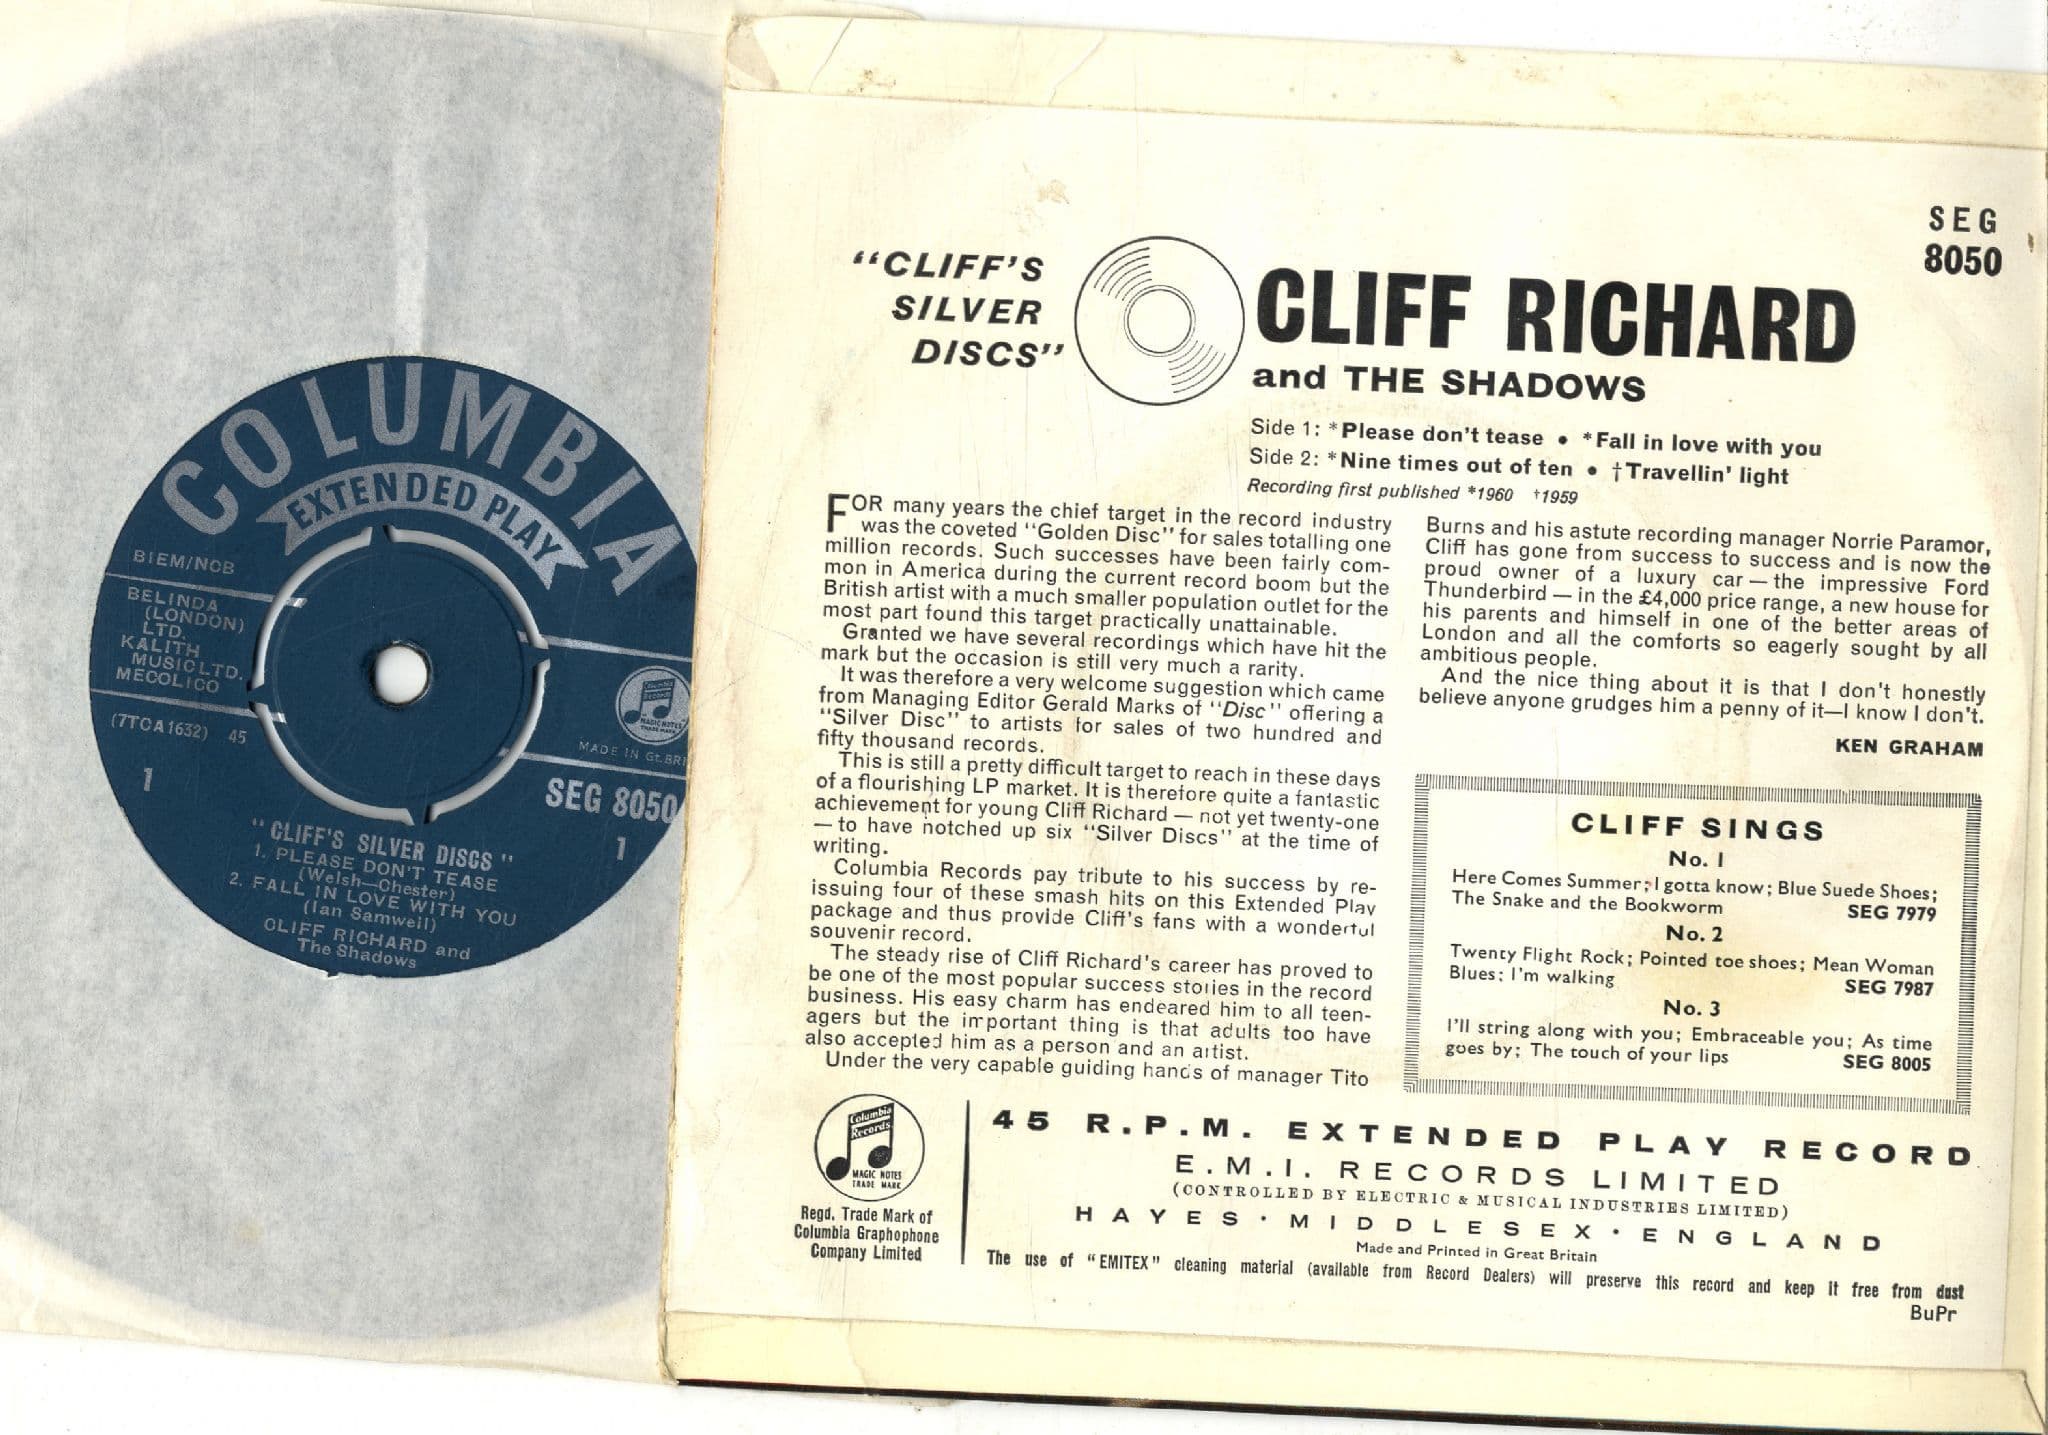 COLUMBIA
EXTENDED PLAY
BIEM/NCB
BELINDA
(LONDON)
LTD.
KALITH
MUSIC LTD.
MECOLICO
(7TCA1632) 45
1
Columbia
Records
MAGIC NOTES
TRADE MARK
MADE IN Gt. BRI
SEG 8050
1
"CLIFF'S SILVER DISCS"
1. PLEASE DON'T TEASE
(Welsh—Chester)
2. FALL IN LOVE WITH YOU
(Ian Samwell)
CLIFF RICHARD and
The Shadows
SEG
8050
"CLIFF'S
SILVER
DISCS"
CLIFF RICHARD
and THE SHADOWS
Side 1: *Please don't tease • *Fall in love with you
Side 2: *Nine times out of ten • †Travellin' light
Recording first published *1960 †1959
FOR many years the chief target in the record industry
was the coveted "Golden Disc" for sales totalling one
million records. Such successes have been fairly com-
mon in America during the current record boom but the
British artist with a much smaller population outlet for the
most part found this target practically unattainable.
Granted we have several recordings which have hit the
mark but the occasion is still very much a rarity.
It was therefore a very welcome suggestion which came
from Managing Editor Gerald Marks of "Disc" offering a
"Silver Disc" to artists for sales of two hundred and
fifty thousand records.
This is still a pretty difficult target to reach in these days
of a flourishing LP market. It is therefore quite a fantastic
achievement for young Cliff Richard — not yet twenty-one
— to have notched up six "Silver Discs" at the time of
writing.
Columbia Records pay tribute to his success by re-
issuing four of these smash hits on this Extended Play
package and thus provide Cliff's fans with a wonderful
souvenir record.
The steady rise of Cliff Richard's career has proved to
be one of the most popular success stories in the record
business. His easy charm has endeared him to all teen-
agers but the important thing is that adults too have
also accepted him as a person and an artist.
Under the very capable guiding hands of manager Tito
Burns and his astute recording manager Norrie Paramor,
Cliff has gone from success to success and is now the
proud owner of a luxury car — the impressive Ford
Thunderbird — in the £4,000 price range, a new house for
his parents and himself in one of the better areas of
London and all the comforts so eagerly sought by all
ambitious people.
And the nice thing about it is that I don't honestly
believe anyone grudges him a penny of it—I know I don't.
KEN GRAHAM
CLIFF SINGS
No. 1
Here Comes Summer; I gotta know; Blue Suede Shoes;
The Snake and the Bookworm SEG 7979
No. 2
Twenty Flight Rock; Pointed toe shoes; Mean Woman
Blues; I'm walking SEG 7987
No. 3
I'll string along with you; Embraceable you; As time
goes by; The touch of your lips SEG 8005
Columbia
Records
MAGIC NOTES
TRADE MARK
Regd. Trade Mark of
Columbia Graphophone
Company Limited
45 R.P.M. EXTENDED PLAY RECORD
E.M.I. RECORDS LIMITED
(CONTROLLED BY ELECTRIC & MUSICAL INDUSTRIES LIMITED)
HAYES · MIDDLESEX · ENGLAND
Made and Printed in Great Britain
The use of "EMITEX" cleaning material (available from Record Dealers) will preserve this record and keep it free from dust
BuPr